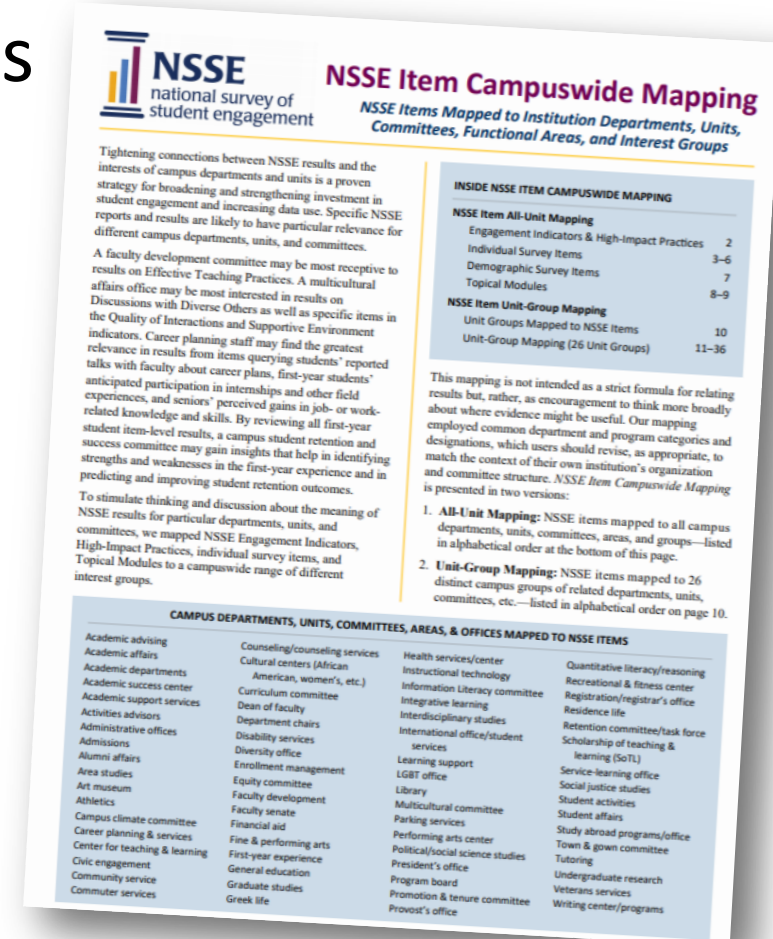 s
NSSE
national survey of
student engagement
NSSE Item Campuswide Mapping
NSSE Items Mapped to Institution Departments, Units,
Committees, Functional Areas, and Interest Groups
Tightening connections between NSSE results and the
interests of campus departments and units is a proven
strategy for broadening and strengthening investment in
student engagement and increasing data use. Specific NSSE
reports and results are likely to have particular relevance for
different campus departments, units, and committees.
A faculty development committee may be most receptive to
results on Effective Teaching Practices. A multicultural
affairs office may be most interested in results on
Discussions with Diverse Others as well as specific items in
the Quality of Interactions and Supportive Environment
indicators. Career planning staff may find the greatest
relevance in results from items querying students' reported
talks with faculty about career plans, first-year students'
anticipated participation in internships and other field
experiences, and seniors' perceived gains in job- or work-
related knowledge and skills. By reviewing all first-year
student item-level results, a campus student retention and
success committee may gain insights that help in identifying
strengths and weaknesses in the first-year experience and in
predicting and improving student retention outcomes.
To stimulate thinking and discussion about the meaning of
NSSE results for particular departments, units, and
committees, we mapped NSSE Engagement Indicators,
High-Impact Practices, individual survey items, and
Topical Modules to a campuswide range of different
interest groups.
INSIDE NSSE ITEM CAMPUSWIDE MAPPING
NSSE Item All-Unit Mapping
Engagement Indicators & High-Impact Practices 2
Individual Survey Items 3–6
Demographic Survey Items 7
Topical Modules 8–9
NSSE Item Unit-Group Mapping
Unit Groups Mapped to NSSE Items 10
Unit-Group Mapping (26 Unit Groups) 11–36
This mapping is not intended as a strict formula for relating
results but, rather, as encouragement to think more broadly
about where evidence might be useful. Our mapping
employed common department and program categories and
designations, which users should revise, as appropriate, to
match the context of their own institution's organization
and committee structure. NSSE Item Campuswide Mapping
is presented in two versions:
1. All-Unit Mapping: NSSE items mapped to all campus
departments, units, committees, areas, and groups—listed
in alphabetical order at the bottom of this page.
2. Unit-Group Mapping: NSSE items mapped to 26
distinct campus groups of related departments, units,
committees, etc.—listed in alphabetical order on page 10.
CAMPUS DEPARTMENTS, UNITS, COMMITTEES, AREAS, & OFFICES MAPPED TO NSSE ITEMS
Academic advising
Academic affairs
Academic departments
Academic success center
Academic support services
Activities advisors
Administrative offices
Admissions
Alumni affairs
Area studies
Art museum
Athletics
Campus climate committee
Career planning & services
Center for teaching & learning
Civic engagement
Community service
Commuter services
Counseling/counseling services
Cultural centers (African
American, women's, etc.)
Curriculum committee
Dean of faculty
Department chairs
Disability services
Diversity office
Enrollment management
Equity committee
Faculty development
Faculty senate
Financial aid
Fine & performing arts
First-year experience
General education
Graduate studies
Greek life
Health services/center
Instructional technology
Information Literacy committee
Integrative learning
Interdisciplinary studies
International office/student
services
Learning support
LGBT office
Library
Multicultural committee
Parking services
Performing arts center
Political/social science studies
President's office
Program board
Promotion & tenure committee
Provost's office
Quantitative literacy/reasoning
Recreational & fitness center
Registration/registrar's office
Residence life
Retention committee/task force
Scholarship of teaching &
learning (SoTL)
Service-learning office
Social justice studies
Student activities
Student affairs
Study abroad programs/office
Town & gown committee
Tutoring
Undergraduate research
Veterans services
Writing center/programs